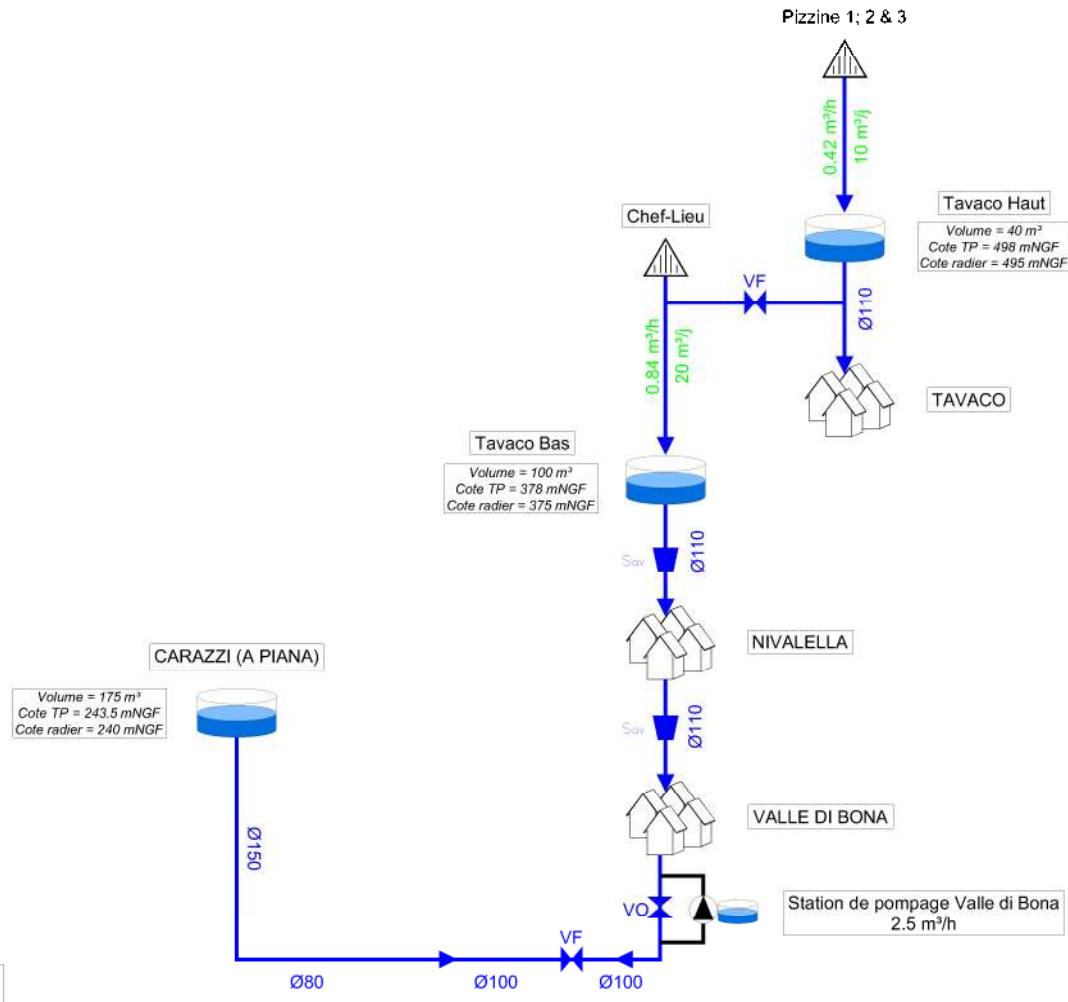 Pizzine 1; 2 & 3
0.42 m³/h
10 m³/j
Tavaco Haut
Volume = 40 m³
Cote TP = 498 mNGF
Cote radier = 495 mNGF
Chef-Lieu
VF
Ø110
0.84 m³/h
20 m³/j
TAVACO
Tavaco Bas
Volume = 100 m³
Cote TP = 378 mNGF
Cote radier = 375 mNGF
Sav
Ø110
NIVALELLA
CARAZZI (A PIANA)
Volume = 175 m³
Cote TP = 243.5 mNGF
Cote radier = 240 mNGF
Sav
Ø110
VALLE DI BONA
Ø150
VO
Station de pompage Valle di Bona
2.5 m³/h
VF
Ø80
Ø100
Ø100